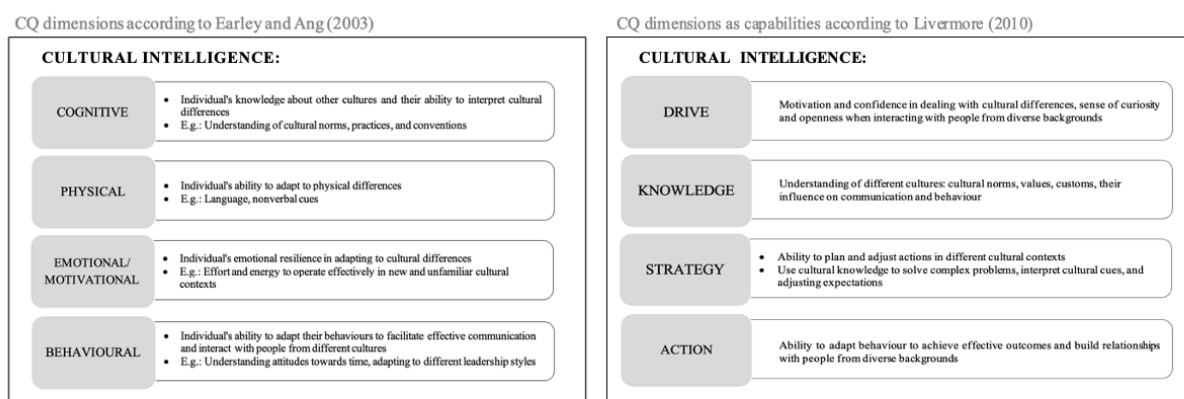 CQ dimensions according to Earley and Ang (2003)
CULTURAL INTELLIGENCE:
COGNITIVE
• Individual's knowledge about other cultures and their ability to interpret cultural
differences
• E.g.: Understanding of cultural norms, practices, and conventions
PHYSICAL
• Individual's ability to adapt to physical differences
• E.g.: Language, nonverbal cues
EMOTIONAL/
MOTIVATIONAL
• Individual's emotional resilience in adapting to cultural differences
• E.g.: Effort and energy to operate effectively in new and unfamiliar cultural
contexts
BEHAVIOURAL
• Individual's ability to adapt their behaviours to facilitate effective communication
and interact with people from different cultures
• E.g.: Understanding attitudes towards time, adapting to different leadership styles
CQ dimensions as capabilities according to Livermore (2010)
CULTURAL INTELLIGENCE:
DRIVE
Motivation and confidence in dealing with cultural differences, sense of curiosity
and openness when interacting with people from diverse backgrounds
KNOWLEDGE
Understanding of different cultures: cultural norms, values, customs, their
influence on communication and behaviour
STRATEGY
• Ability to plan and adjust actions in different cultural contexts
• Use cultural knowledge to solve complex problems, interpret cultural cues, and
adjusting expectations
ACTION
Ability to adapt behaviour to achieve effective outcomes and build relationships
with people from diverse backgrounds